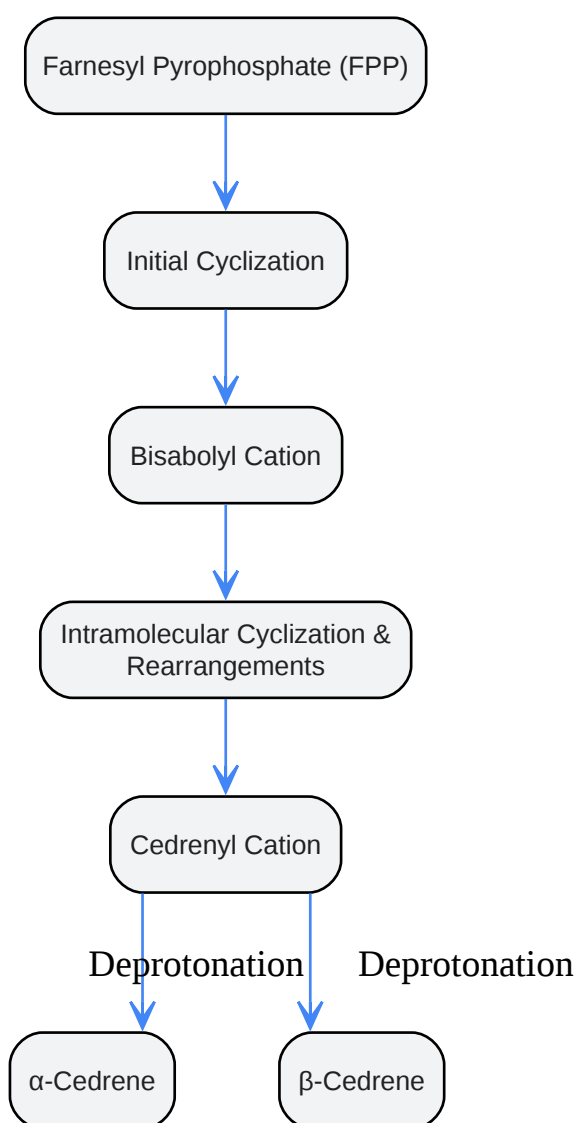 Farnesyl Pyrophosphate (FPP)
Initial Cyclization
Bisabolyl Cation
Intramolecular Cyclization &
Rearrangements
Cedrenyl Cation
Deprotonation
Deprotonation
α-Cedrene
β-Cedrene